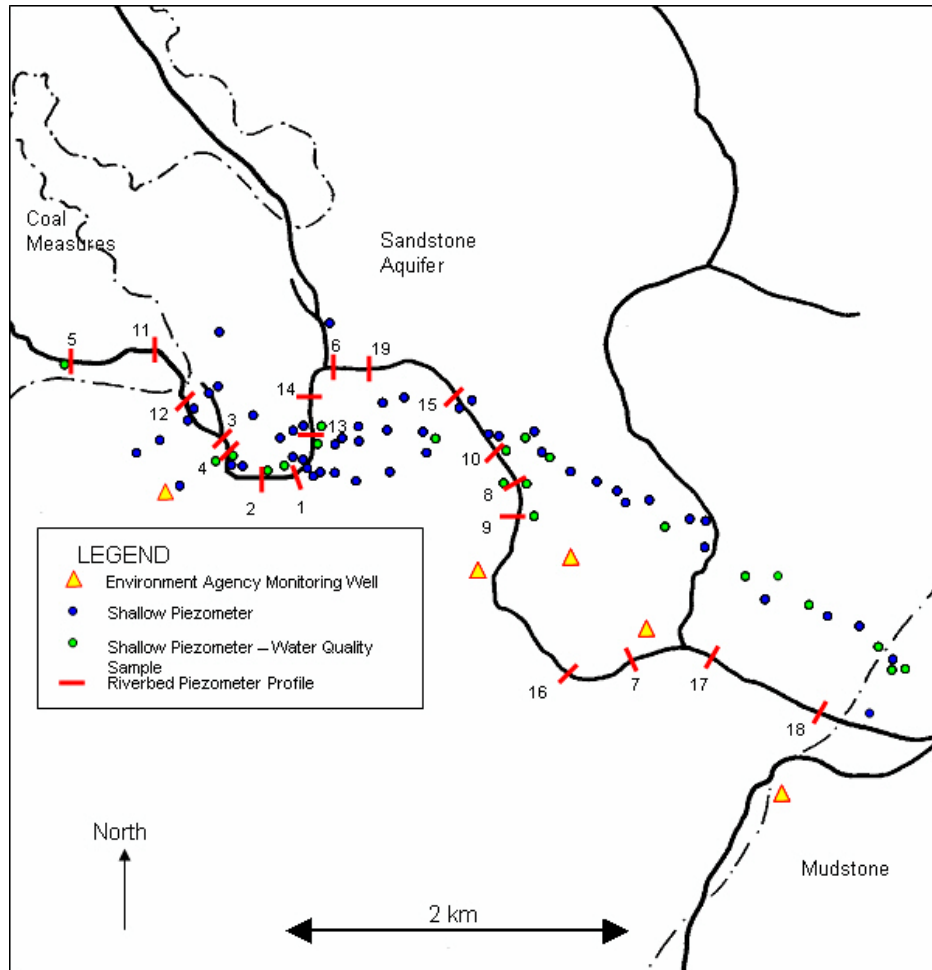 Coal
Measures
Sandstone
Aquifer
5
11
6
19
12
14
15
3
13
4
10
2
1
8
9
LEGEND
Environment Agency Monitoring Well
Shallow Piezometer
Shallow Piezometer – Water Quality
Sample
Riverbed Piezometer Profile
16
7
17
18
North
Mudstone
2 km